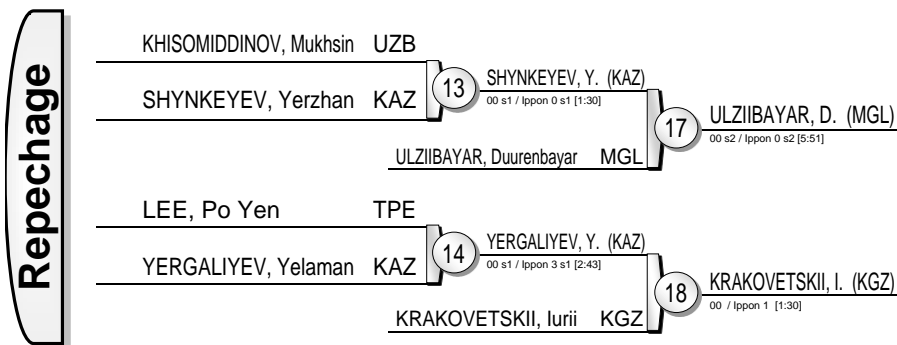 Repechage
KHISOMIDDINOV, Mukhsin UZB
SHYNKEYEV, Yerzhan KAZ
13
SHYNKEYEV, Y. (KAZ)
00 s1 / Ippon 0 s1 [1:30]
ULZIIBAYAR, Duurenbayar MGL
17
ULZIIBAYAR, D. (MGL)
00 s2 / Ippon 0 s2 [5:51]
LEE, Po Yen TPE
YERGALIYEV, Yelaman KAZ
14
YERGALIYEV, Y. (KAZ)
00 s1 / Ippon 3 s1 [2:43]
KRAKOVETSKII, Iurii KGZ
18
KRAKOVETSKII, I. (KGZ)
00 / Ippon 1 [1:30]